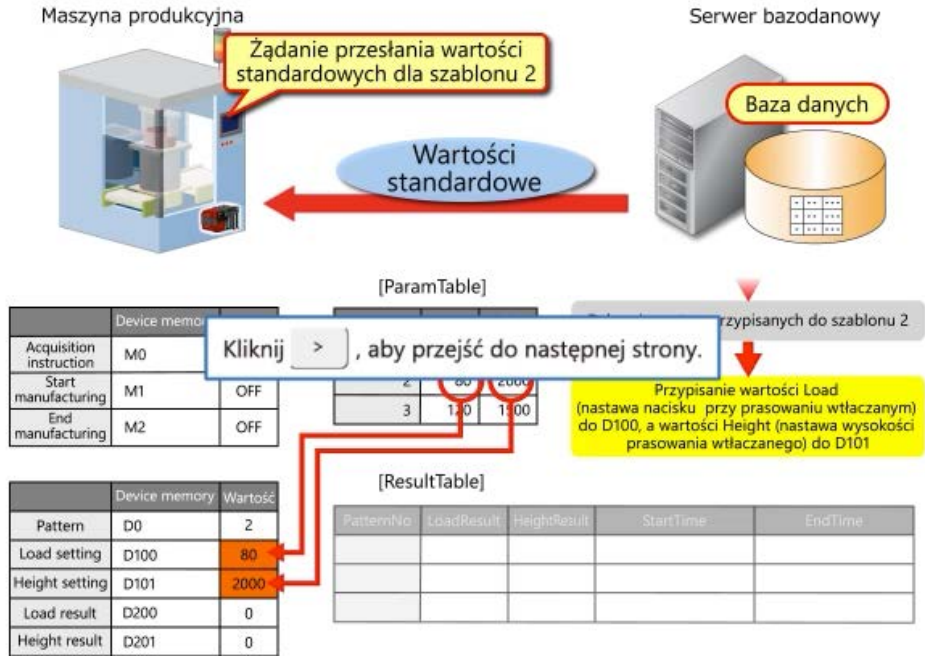 Maszyna produkcyjna
Serwer bazodanowy
Żądanie przesłania wartości
standardowych dla szablonu 2
Baza danych
Wartości
standardowe
[ParamTable]
Device memo
rzypisanych do szablonu 2
Kliknij > , aby przejść do następnej strony.
Acquisition
instruction
M0
Start
manufacturing
M1
OFF
End
manufacturing
M2
OFF
2 80 2000
3 120 1500
Przypisanie wartości Load
(nastawa nacisku przy prasowaniu wtłaczanym)
do D100, a wartości Height (nastawa wysokości
prasowania wtłaczanego) do D101
Device memory Wartość
Pattern D0 2
Load setting D100 80
Height setting D101 2000
Load result D200 0
Height result D201 0
[ResultTable]
PatternNo LoadResult HeightResult StartTime EndTime